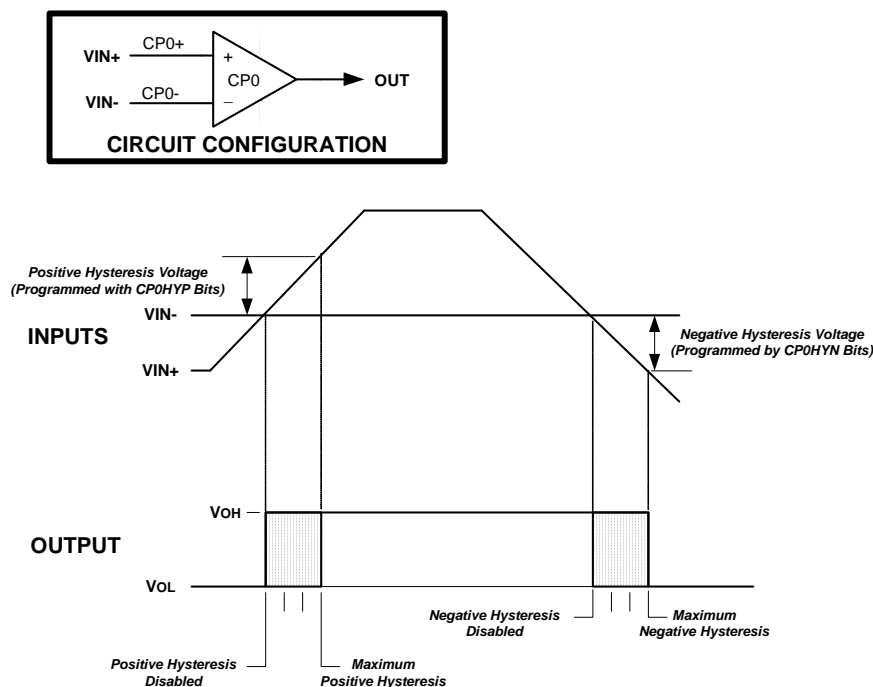 VIN+
CP0+
+
CP0
OUT
VIN-
CP0-
−
CIRCUIT CONFIGURATION
Positive Hysteresis Voltage
(Programmed with CP0HYP Bits)
VIN-
INPUTS
Negative Hysteresis Voltage
(Programmed by CP0HYN Bits)
VIN+
VOH
OUTPUT
VOL
Negative Hysteresis
Disabled
Maximum
Negative Hysteresis
Positive Hysteresis
Disabled
Maximum
Positive Hysteresis